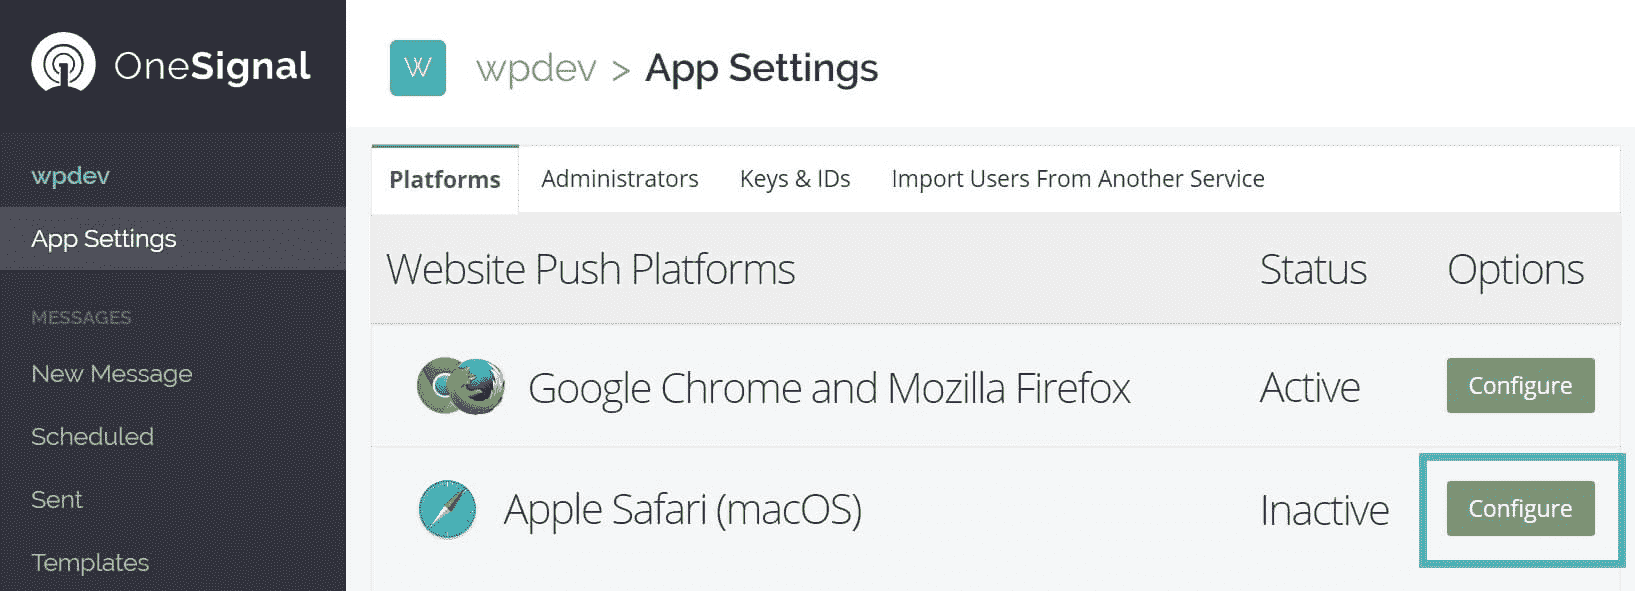 OneSignal
W
wpdev > App Settings
wpdev
App Settings
MESSAGES
New Message
Scheduled
Sent
Templates
Platforms Administrators Keys & IDs Import Users From Another Service
Website Push Platforms Status Options
Google Chrome and Mozilla Firefox Active Configure
Apple Safari (macOS) Inactive Configure